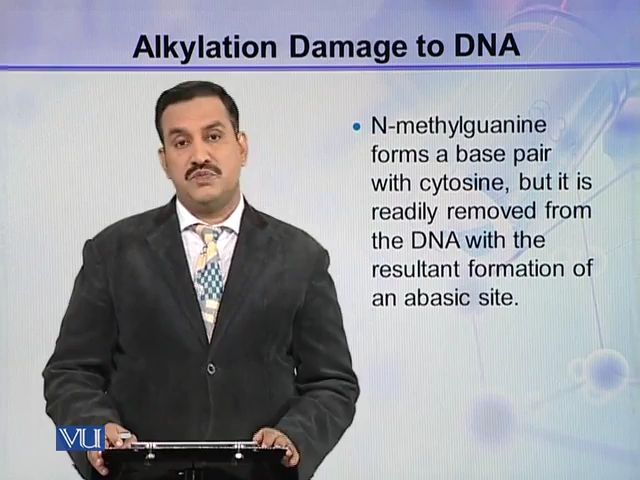 Alkylation Damage to DNA
• N-methylguanine
forms a base pair
with cytosine, but it is
readily removed from
the DNA with the
resultant formation of
an abasic site.
VU